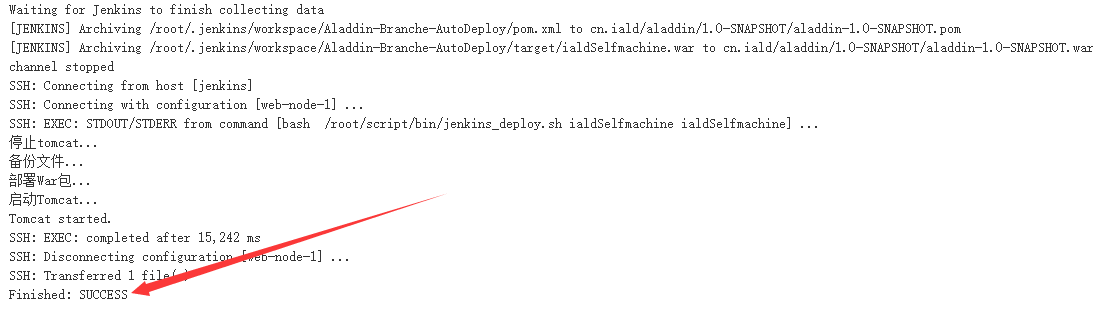 Waiting for Jenkins to finish collecting data
[JENKINS] Archiving /root/.jenkins/workspace/Aladdin-Branche-AutoDeploy/pom.xml to cn.iald/aladdin/1.0-SNAPSHOT/aladdin-1.0-SNAPSHOT.pom
[JENKINS] Archiving /root/.jenkins/workspace/Aladdin-Branche-AutoDeploy/target/ialdSelfmachine.war to cn.iald/aladdin/1.0-SNAPSHOT/aladdin-1.0-SNAPSHOT.war
channel stopped
SSH: Connecting from host [jenkins]
SSH: Connecting with configuration [web-node-1] ...
SSH: EXEC: STDOUT/STDERR from command [bash  /root/script/bin/jenkins_deploy.sh ialdSelfmachine ialdSelfmachine] ...
停止tomcat...
备份文件...
部署War包...
启动Tomcat...
Tomcat started.
SSH: EXEC: completed after 15,242 ms
SSH: Disconnecting configuration [web-node-1] ...
SSH: Transferred 1 file( )
Finished: SUCCESS